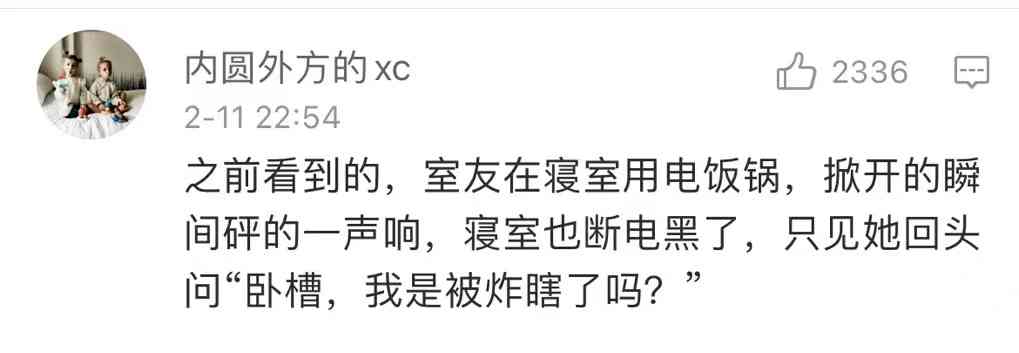 内圆外方的xc
2336
2-11 22:54
之前看到的，室友在寝室用电饭锅，掀开的瞬
间砰的一声响，寝室也断电黑了，只见她回头
问“卧槽，我是被炸瞎了吗？”